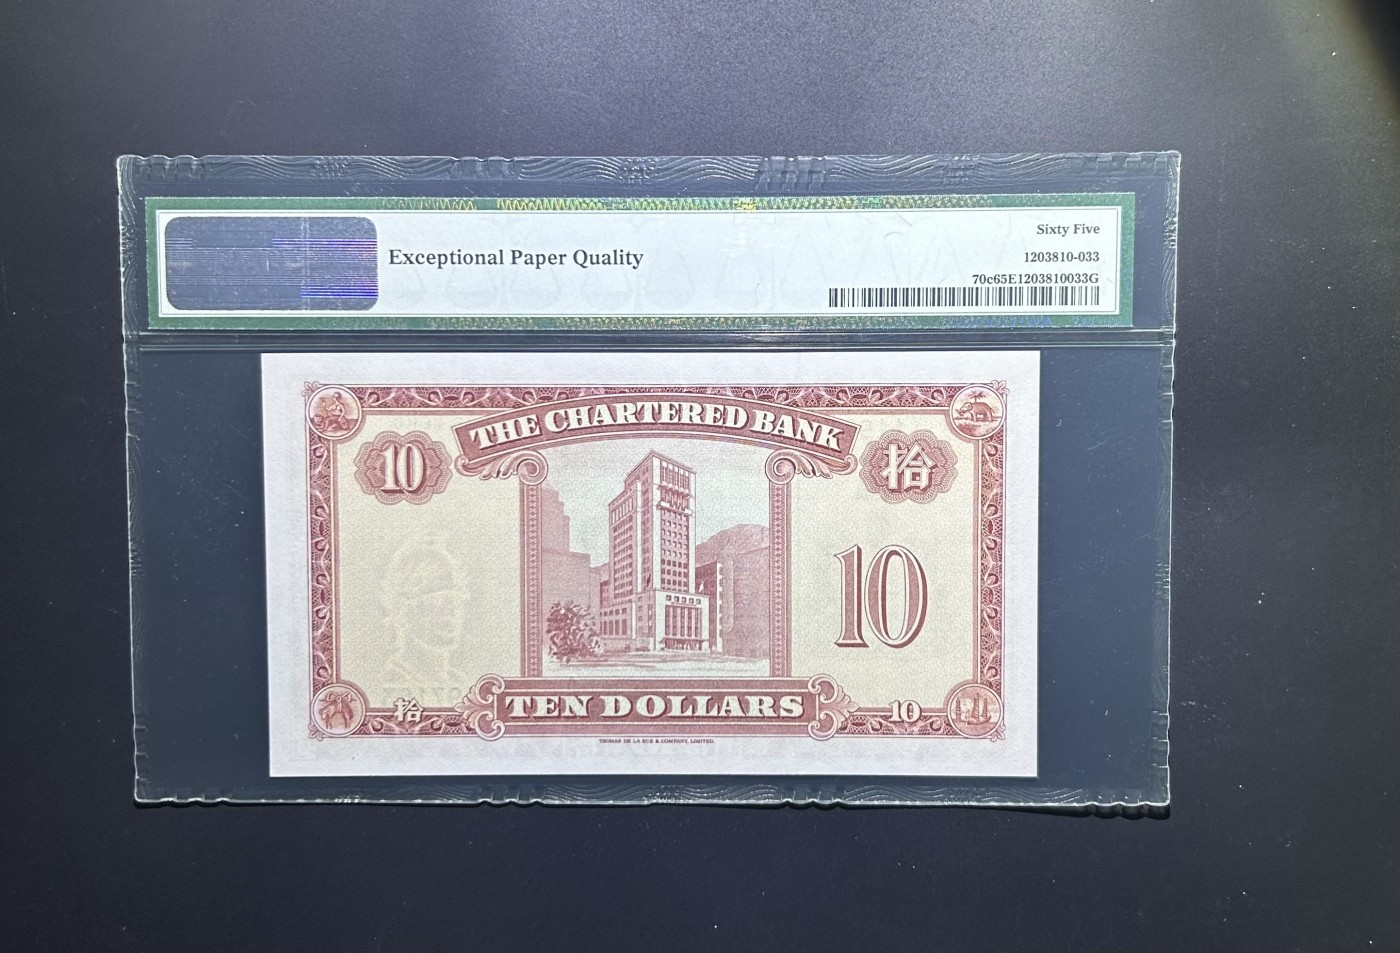 Sixty Five
Exceptional Paper Quality
1203810-033
70c65E1203810033G
THE CHARTERED BANK
10
拾
10
拾
TEN DOLLARS
10
THOMAS DE LA RUE & COMPANY, LIMITED.